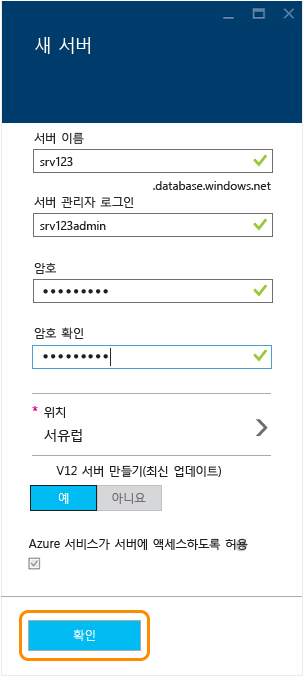 새 서버
서버 이름
srv123
.database.windows.net
서버 관리자 로그인
srv123admin
암호
●●●●●●●●●
암호 확인
●●●●●●●●●
* 위치
서유럽
V12 서버 만들기(최신 업데이트)
예 아니요
Azure 서비스가 서버에 액세스하도록 허용
확인